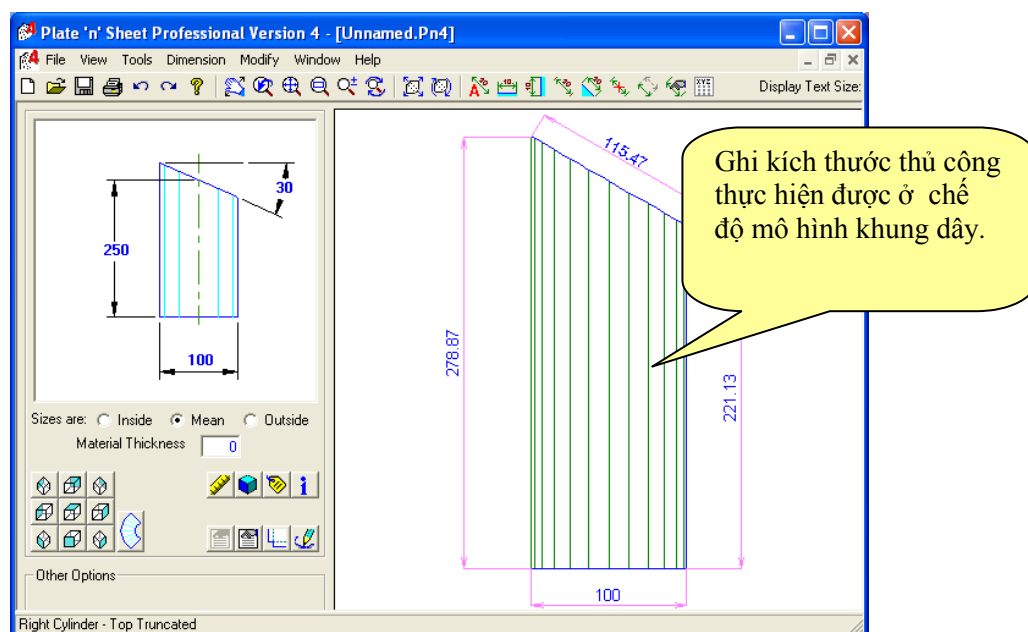 Plate 'n' Sheet Professional Version 4 - [Unnamed.Pn4]
File View Tools Dimension Modify Window Help
Display Text Size:
30
250
100
Sizes are: Inside Mean Outside
Material Thickness 0
Other Options
115.47
278.87
221.13
100
Ghi kích thước thủ công
thực hiện được ở chế
độ mô hình khung dây.
Right Cylinder - Top Truncated